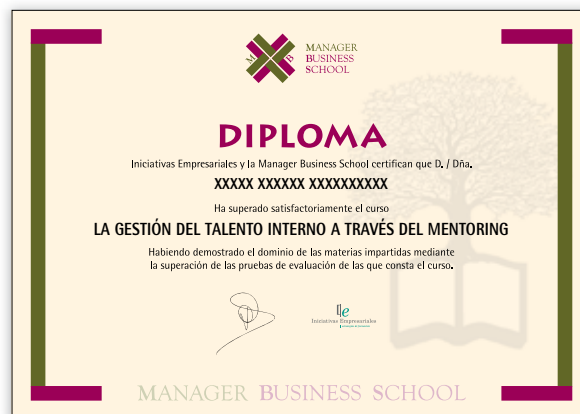 M B
MANAGER
BUSINESS
SCHOOL
DIPLOMA
Iniciativas Empresariales y la Manager Business School certifican que D. / Dña.
XXXXX XXXXXX XXXXXXXXXX
Ha superado satisfactoriamente el curso
LA GESTIÓN DEL TALENTO INTERNO A TRAVÉS DEL MENTORING
Habiendo demostrado el dominio de las materias impartidas mediante
la superación de las pruebas de evaluación de las que consta el curso.
Iniciativas Empresariales
MANAGER BUSINESS SCHOOL